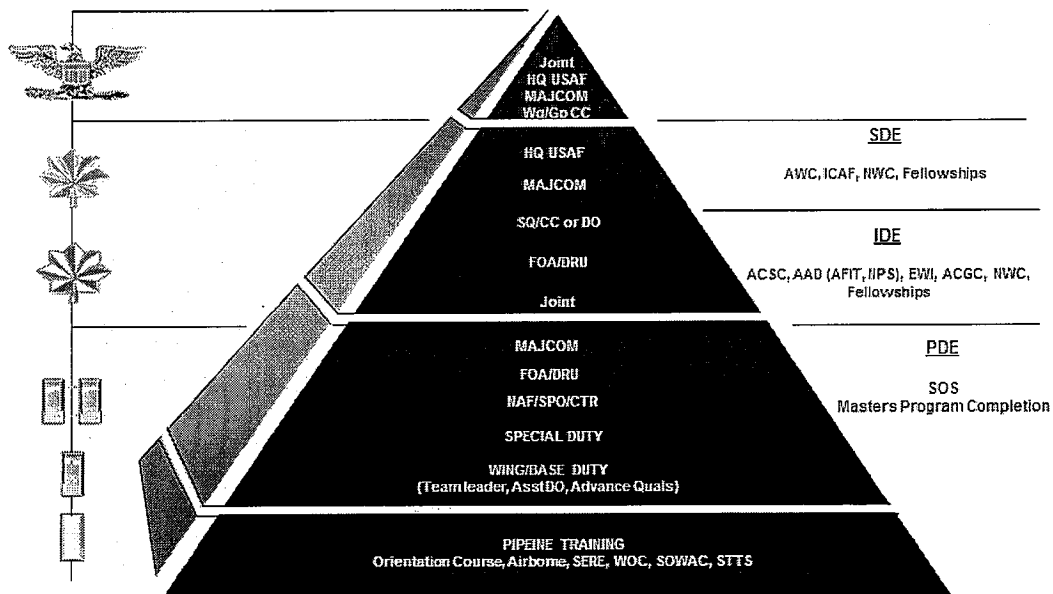 Joint
HQ USAF
MAJCOM
Wg/Gp CC
HQ USAF
MAJCOM
SQ/CC or DO
FOA/DRU
Joint
MAJCOM
FOA/DRU
NAF/SPO/CTR
SPECIAL DUTY
WING/BASE DUTY
(Team leader, Asst DO, Advance Quals)
PIPEINE TRAINING
Orientation Course, Airborne, SERE, WOC, SOWAC, STTS
SDE
AWC, ICAF, NWC, Fellowships
IDE
ACSC, AAD (AFIT, NPS), EWI, ACGC, NWC,
Fellowships
PDE
SOS
Masters Program Completion